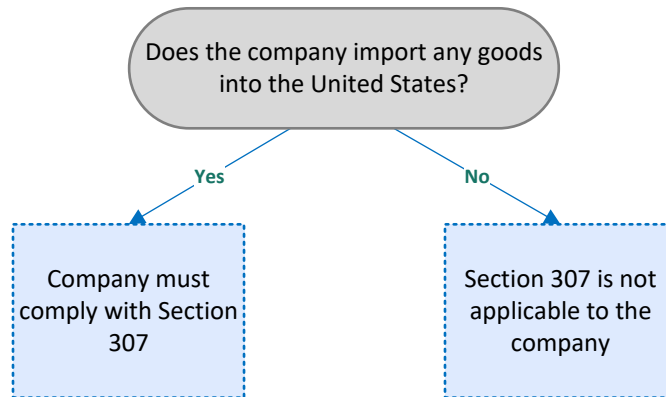 Does the company import any goods
into the United States?
Yes
No
Company must
comply with Section
307
Section 307 is not
applicable to the
company